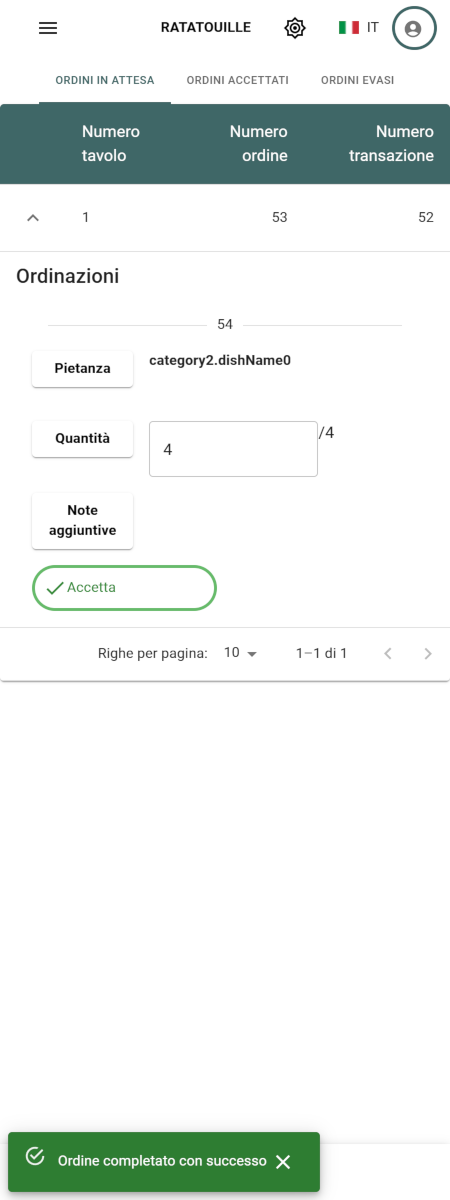 RATATOUILLE
IT
ORDINI IN ATTESA ORDINI ACCETTATI ORDINI EVASI
Numero tavolo Numero ordine Numero transazione
1 53 52
Ordinazioni
54
Pietanza category2.dishName0
Quantità 4 /4
Note
aggiuntive
Accetta
Righe per pagina: 10 1–1 di 1
Ordine completato con successo